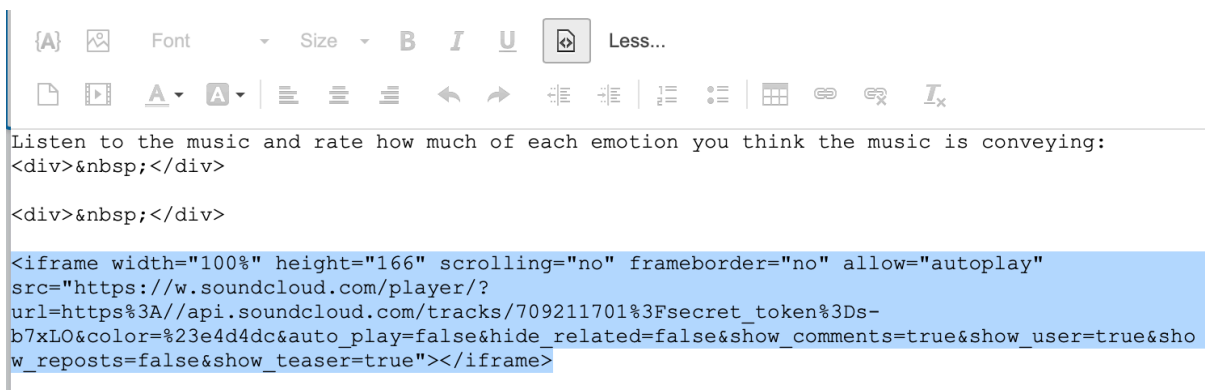 {A} Font Size B I U Less...
A A Tx
Listen to the music and rate how much of each emotion you think the music is conveying:
<div>&nbsp;</div>
<div>&nbsp;</div>
<iframe width="100%" height="166" scrolling="no" frameborder="no" allow="autoplay"
src="https://w.soundcloud.com/player/?
url=https%3A//api.soundcloud.com/tracks/709211701%3Fsecret_token%3Ds-
b7xLO&color=%23e4d4dc&auto_play=false&hide_related=false&show_comments=true&show_user=true&sho
w_reposts=false&show_teaser=true"></iframe>